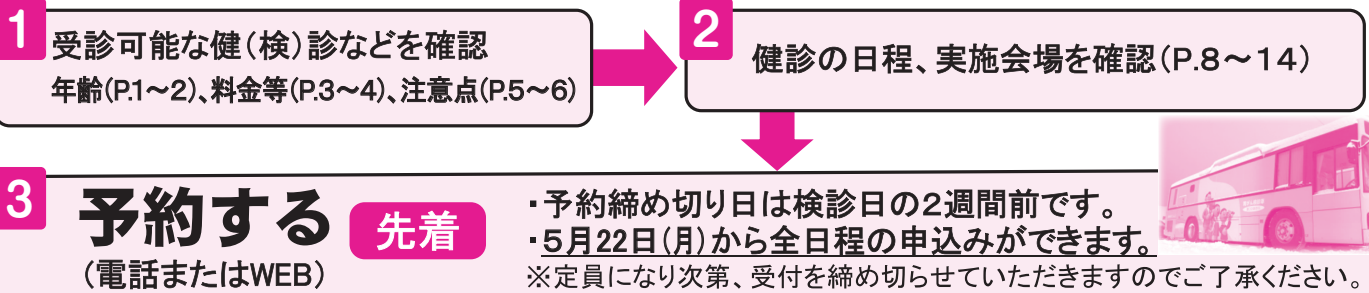 1
受診可能な健(検)診などを確認
年齢(P.1～2)、料金等(P.3～4)、注意点(P.5～6)
2
健診の日程、実施会場を確認(P.8～14)
3
予約する
先着
(電話またはWEB)
・予約締め切り日は検診日の2週間前です。
・5月22日(月)から全日程の申込みができます。
※定員になり次第、受付を締め切らせていただきますのでご了承ください。